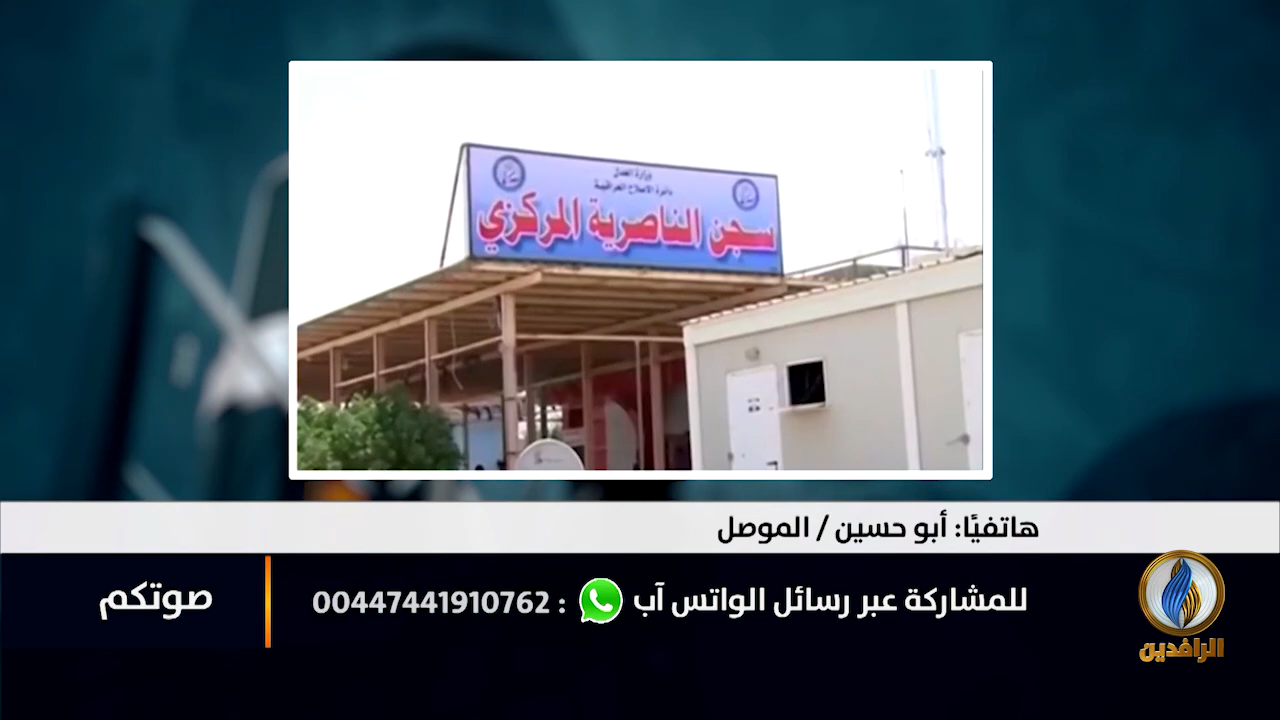 وزارة العدل
دائرة الاصلاح العراقية
سجن الناصرية المركزي
هاتفيًا: أبو حسين / الموصل
للمشاركة عبر رسائل الواتس آب : 00447441910762
صوتكم
الرافدين